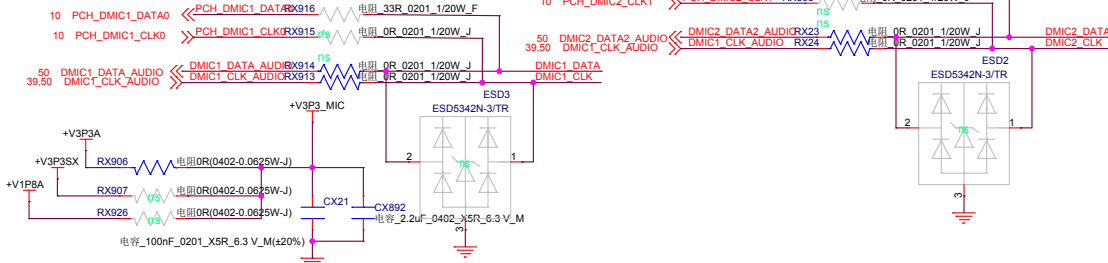 10 PCH_DMIC1_DATA0
PCH_DMIC1_DATA
RX916
电阻_33R_0201_1/20W_F
10 PCH_DMIC1_CLK0
PCH_DMIC1_CLK0
RX915
ns
电阻_0R_0201_1/20W_J
ns
50 DMIC1_DATA_AUDIO
DMIC1_DATA_AUDIO
RX914
电阻_0R_0201_1/20W_J
DMIC1_DATA
39,50 DMIC1_CLK_AUDIO
DMIC1_CLK_AUDIO
RX913
电阻_0R_0201_1/20W_J
DMIC1_CLK
ESD3
ESD5342N-3/TR
2
ns
1
3
+V3P3_MIC
+V3P3A
RX906
电阻0R(0402-0.0625W-J)
+V3P3SX
RX907
ns
电阻0R(0402-0.0625W-J)
+V1P8A
RX926
ns
电阻0R(0402-0.0625W-J)
CX21
CX892
电容_2.2uF_0402_X5R_6.3 V_M
电容_100nF_0201_X5R_6.3 V_M(±20%)
10 PCH_DMIC2_CLK1
ns
ns
50 DMIC2_DATA2_AUDIO
DMIC2_DATA2_AUDIO
RX23
电阻_0R_0201_1/20W_J
DMIC2_DATA
39,50 DMIC1_CLK_AUDIO
DMIC1_CLK_AUDIO
RX24
电阻_0R_0201_1/20W_J
DMIC2_CLK
ESD2
ESD5342N-3/TR
2
ns
1
3